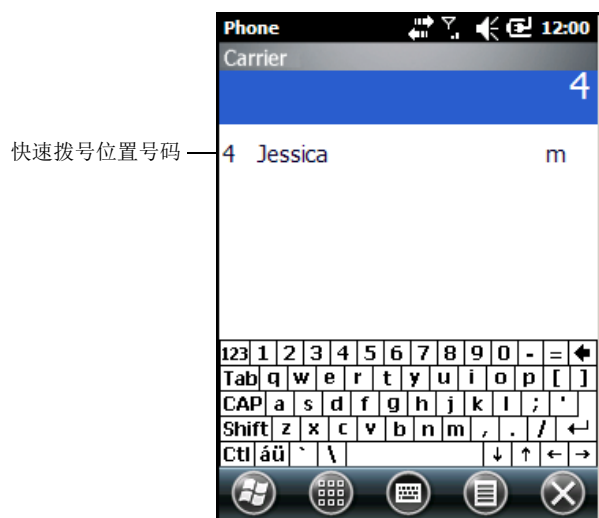 Phone 12:00
Carrier
4
快速拨号位置号码
4 Jessica m
123 1 2 3 4 5 6 7 8 9 0 - =
Tab q w e r t y u i o p [ ]
CAP a s d f g h j k l ; '
Shift z x c v b n m , . /
Ctl áü ` \